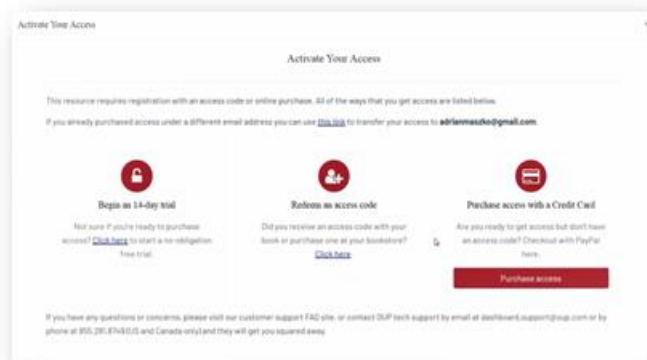 Activate Your Access
Activate Your Access
This resource requires registration with an access code or online purchase. All of the ways that you get access are listed below.
If you already purchased access under a different email address you can use this link to transfer your access to adrianmaszko@gmail.com.
Begin an 14-day trial
Not sure if you're ready to purchase
access? Click here to start a no-obligation
free trial.
Redeem an access code
Did you receive an access code with your
book or purchase one at your bookstore?
Click here
Purchase access with a Credit Card
Are you ready to get access but don't have
an access code? Checkout with PayPal
here.
Purchase access
If you have any questions or concerns, please visit our customer support FAQ site, or contact OUP tech support by email at dashboard.support@oup.com or by
phone at (US and Canada only) and they will get you squared away.